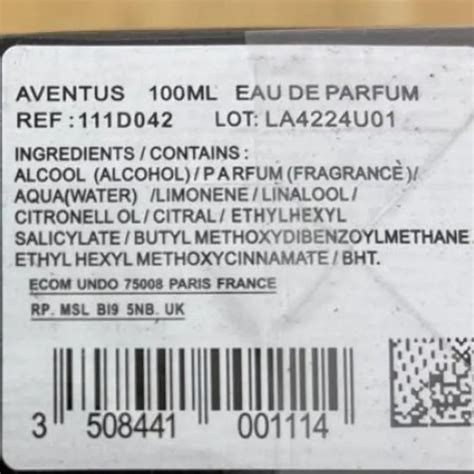 AVENTUS 100ML EAU DE PARFUM
REF :111D042 LOT: LA4224U01
INGREDIENTS / CONTAINS :
ALCOOL (ALCOHOL) / PARFUM (FRAGRANCÈ)/
AQUA(WATER) /LIMONENE / LINALOOL /
CITRONELL OL / CITRAL / ETHYLHEXYL
SALICYLATE / BUTYL METHOXYDIBENZOYLMETHANE
ETHYL HEXYL METHOXYCINNAMATE / BHT.
ECOM UNDO 75008 PARIS FRANCE
RP. MSL BI9 5NB. UK
3 508441 001114